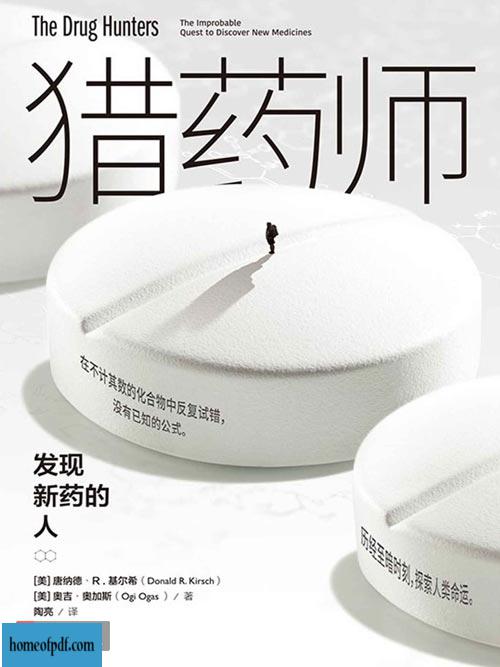 The Drug Hunters
The Improbable
Quest to Discover New Medicines
猎药师
在不计其数的化合物中反复试错，
没有已知的公式。
发现
新药的
人
历经至暗时刻，探索人类命运。
[美] 唐纳德·R.基尔希（Donald R. Kirsch）
[美] 奥吉·奥加斯（Ogi Ogas）/ 著
陶亮 / 译
homeofpdf.com